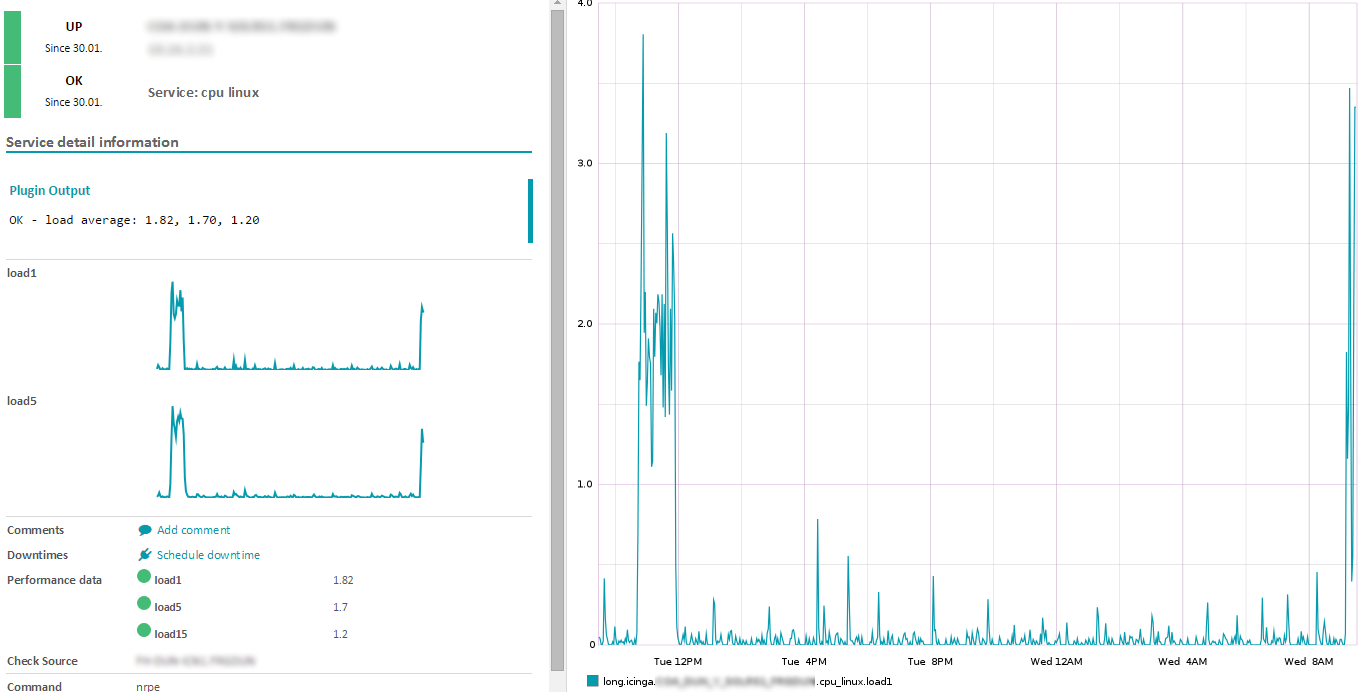 UP
Since 30.01.
OK
Since 30.01.
Service: cpu linux
Service detail information
Plugin Output
OK - load average: 1.82, 1.70, 1.20
load1
load5
Comments Add comment
Downtimes Schedule downtime
Performance data load1 1.82
load5 1.7
load15 1.2
Check Source
Command nrpe
4.0
3.0
2.0
1.0
0
Tue 12PM Tue 4PM Tue 8PM Wed 12AM Wed 4AM Wed 8AM
long.icinga. .cpu_linux.load1